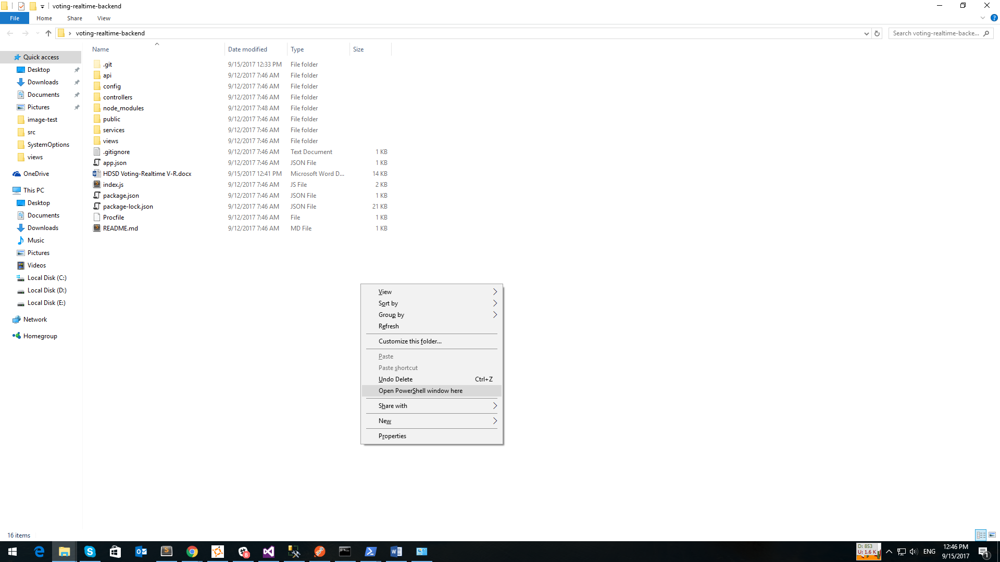 voting-realtime-backend
File Home Share View
voting-realtime-backend
Search voting-realtime-backe...
Name Date modified Type Size
Quick access
Desktop
Downloads
Documents
Pictures
image-test
src
SystemOptions
views
OneDrive
This PC
Desktop
Documents
Downloads
Music
Pictures
Videos
Local Disk (C:)
Local Disk (D:)
Local Disk (E:)
Network
Homegroup
.git 9/15/2017 12:33 PM File folder
api 9/12/2017 7:46 AM File folder
config 9/12/2017 7:46 AM File folder
controllers 9/12/2017 7:46 AM File folder
node_modules 9/12/2017 7:48 AM File folder
public 9/12/2017 7:46 AM File folder
services 9/12/2017 7:46 AM File folder
views 9/12/2017 7:46 AM File folder
.gitignore 9/12/2017 7:46 AM Text Document 1 KB
app.json 9/12/2017 7:46 AM JSON File 1 KB
HDSD Voting-Realtime V-R.docx 9/15/2017 12:41 PM Microsoft Word D... 14 KB
index.js 9/12/2017 7:46 AM JS File 2 KB
package.json 9/12/2017 7:46 AM JSON File 1 KB
package-lock.json 9/12/2017 7:46 AM JSON File 21 KB
Procfile 9/12/2017 7:46 AM File 1 KB
README.md 9/12/2017 7:46 AM MD File 1 KB
View
Sort by
Group by
Refresh
Customize this folder...
Paste
Paste shortcut
Undo Delete Ctrl+Z
Open PowerShell window here
Share with
New
Properties
16 items
D: 853
U: 1.6 K
ENG
12:46 PM
9/15/2017
1
8